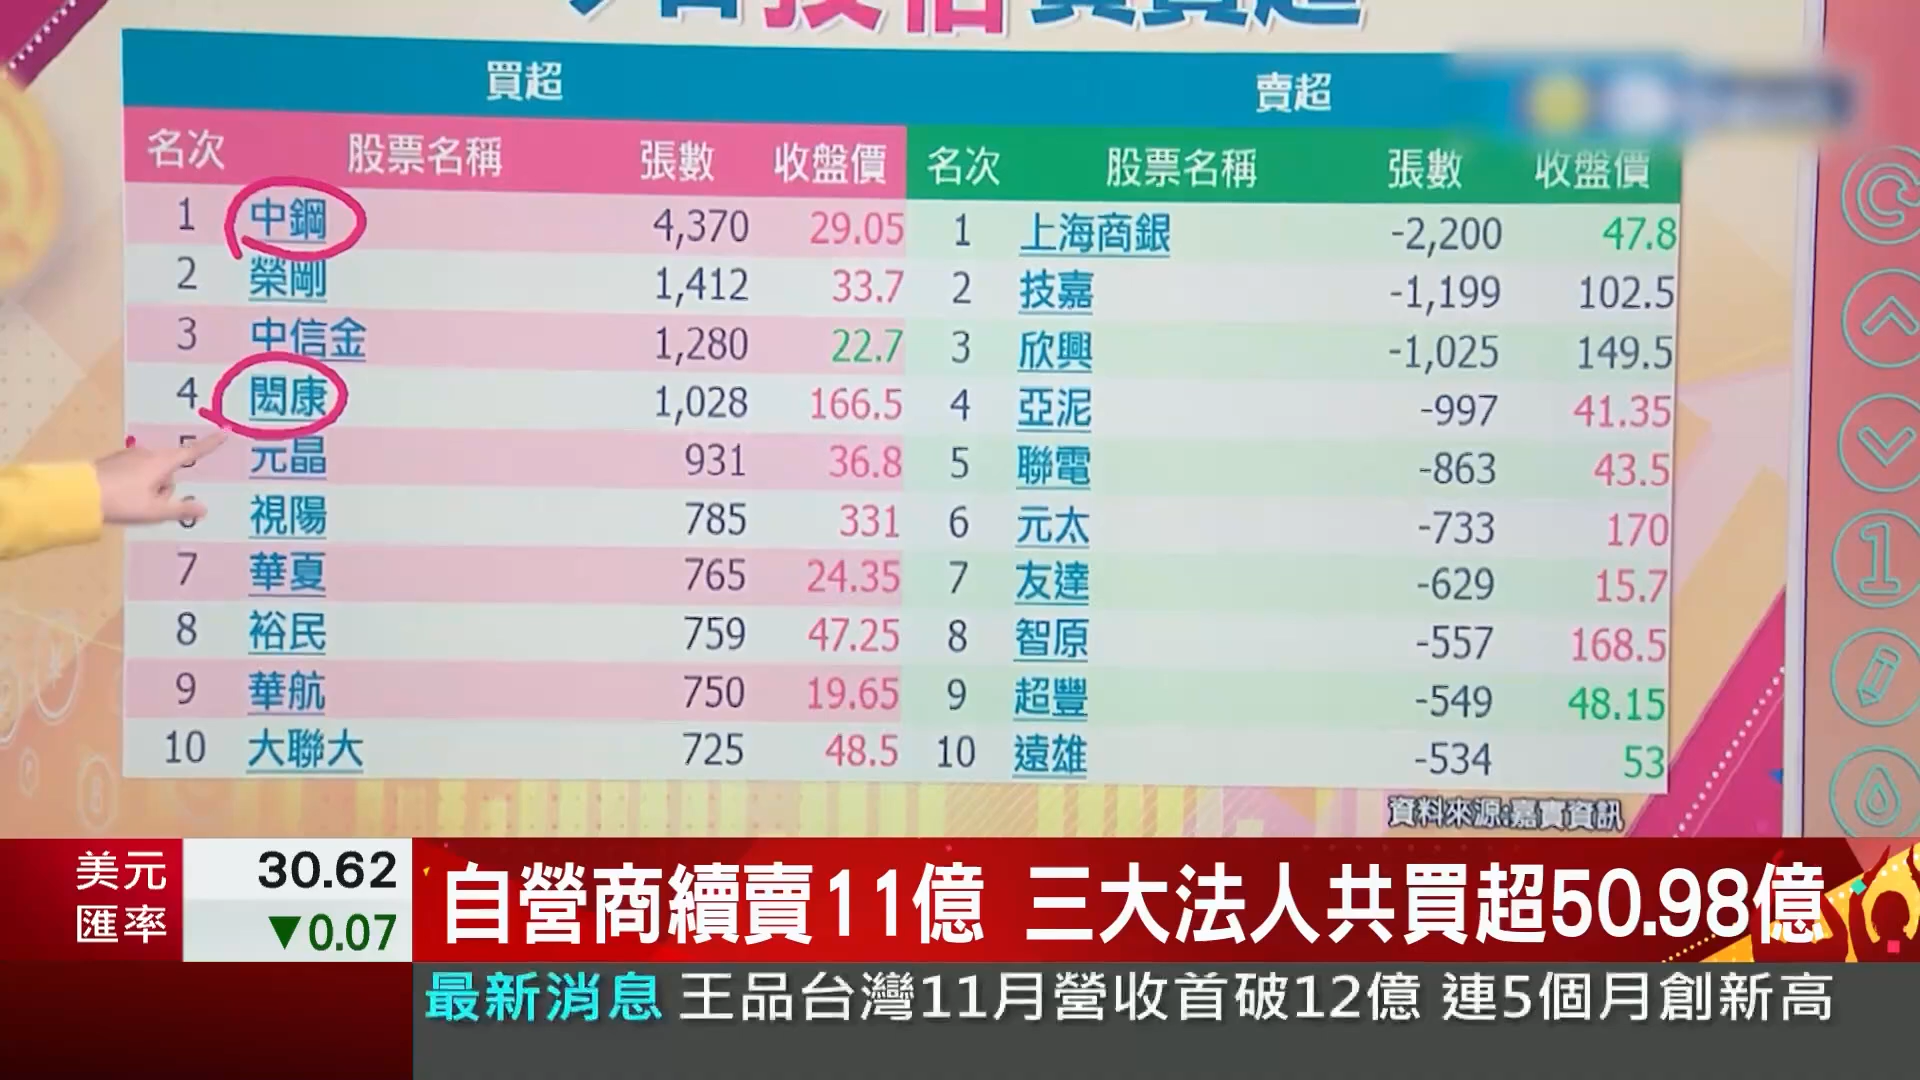 今日投信買賣超
買超 賣超
名次 股票名稱 張數 收盤價 名次 股票名稱 張數 收盤價
1 中鋼 4,370 29.05 1 上海商銀 -2,200 47.8
2 榮剛 1,412 33.7 2 技嘉 -1,199 102.5
3 中信金 1,280 22.7 3 欣興 -1,025 149.5
4 閎康 1,028 166.5 4 亞泥 -997 41.35
5 元晶 931 36.8 5 聯電 -863 43.5
6 視陽 785 331 6 元太 -733 170
7 華夏 765 24.35 7 友達 -629 15.7
8 裕民 759 47.25 8 智原 -557 168.5
9 華航 750 19.65 9 超豐 -549 48.15
10 大聯大 725 48.5 10 遠雄 -534 53
資料來源:嘉實資訊
1
美元 30.62
匯率 ▼0.07
自營商續賣11億 三大法人共買超50.98億
最新消息 王品台灣11月營收首破12億 連5個月創新高